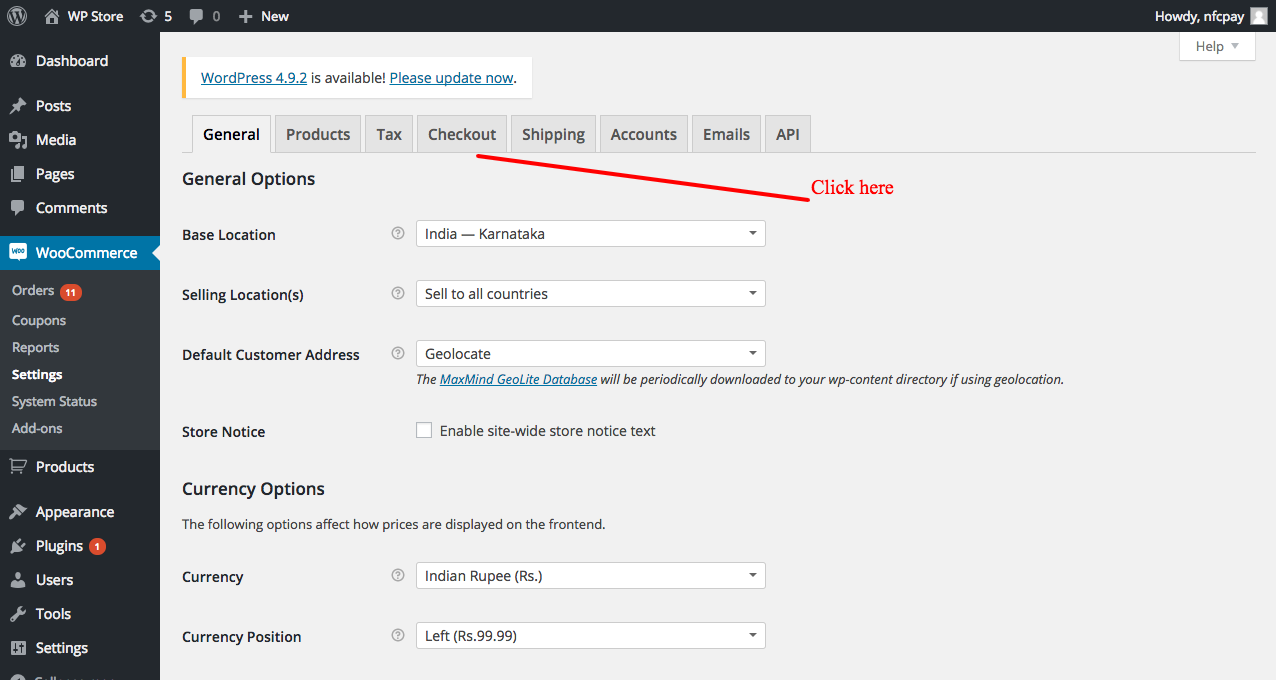 WP Store 5 0 New
Howdy, nfcpay
Help
Dashboard
Posts
Media
Pages
Comments
WooCommerce
Orders 11
Coupons
Reports
Settings
System Status
Add-ons
Products
Appearance
Plugins 1
Users
Tools
Settings
WordPress 4.9.2 is available! Please update now.
General Products Tax Checkout Shipping Accounts Emails API
Click here
General Options
Base Location ? India — Karnataka
Selling Location(s) ? Sell to all countries
Default Customer Address ? Geolocate
The MaxMind GeoLite Database will be periodically downloaded to your wp-content directory if using geolocation.
Store Notice Enable site-wide store notice text
Currency Options
The following options affect how prices are displayed on the frontend.
Currency ? Indian Rupee (Rs.)
Currency Position ? Left (Rs.99.99)